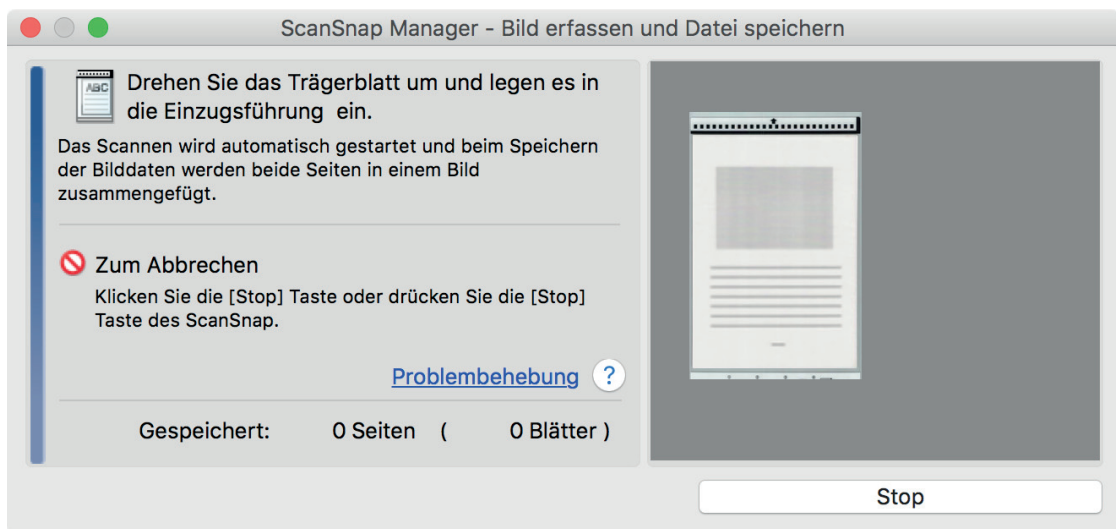 ScanSnap Manager - Bild erfassen und Datei speichern
ABC
Drehen Sie das Trägerblatt um und legen es in
die Einzugsführung ein.
Das Scannen wird automatisch gestartet und beim Speichern
der Bilddaten werden beide Seiten in einem Bild
zusammengefügt.
Zum Abbrechen
Klicken Sie die [Stop] Taste oder drücken Sie die [Stop]
Taste des ScanSnap.
Problembehebung ?
Gespeichert: 0 Seiten ( 0 Blätter )
Stop